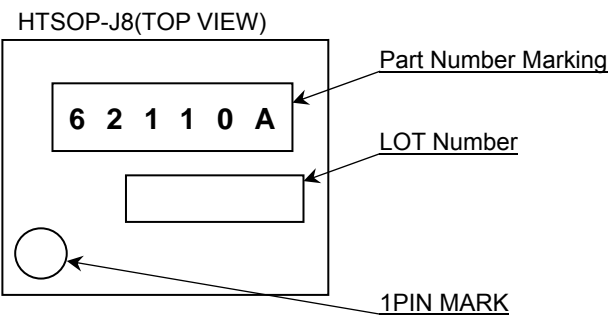 HTSOP-J8(TOP VIEW)
Part Number Marking
6 2 1 1 0 A
LOT Number
1PIN MARK